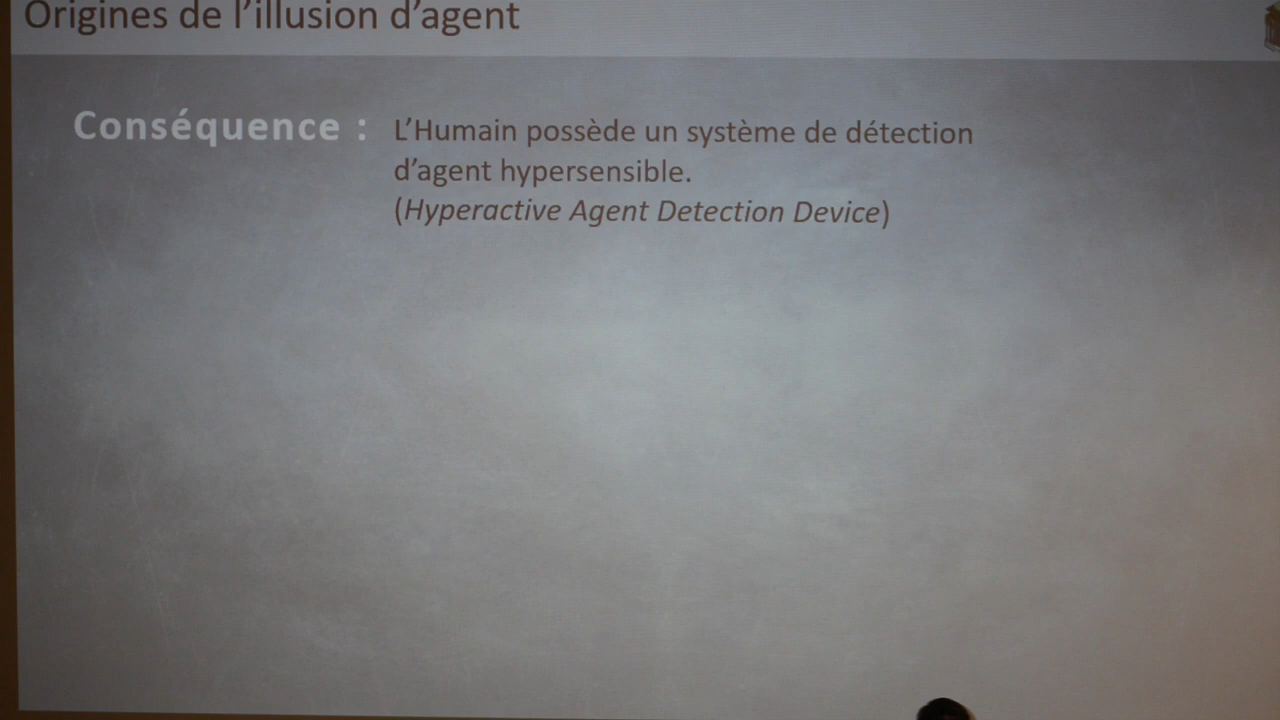 Origines de l’illusion d’agent
Conséquence :
L’Humain possède un système de détection
d’agent hypersensible.
(Hyperactive Agent Detection Device)